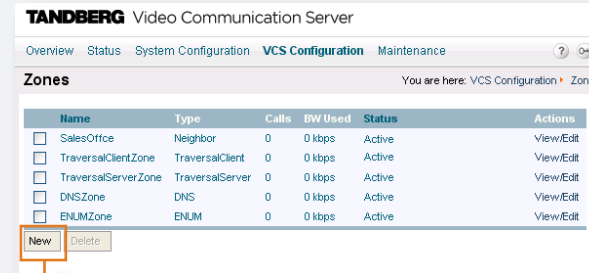 TANDBERG Video Communication Server
Overview Status System Configuration VCS Configuration Maintenance ?
Zones You are here: VCS Configuration Zon
Name Type Calls BW Used Status Actions
SalesOffce Neighbor 0 0 kbps Active View/Edit
TraversalClientZone TraversalClient 0 0 kbps Active View/Edit
TraversalServerZone TraversalServer 0 0 kbps Active View/Edit
DNSZone DNS 0 0 kbps Active View/Edit
ENUMZone ENUM 0 0 kbps Active View/Edit
New Delete